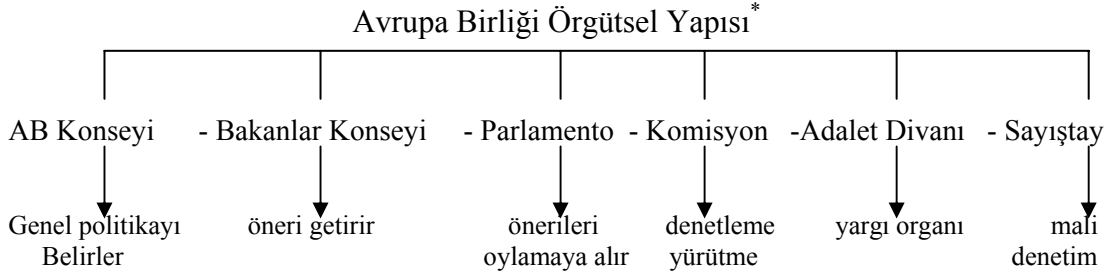 Avrupa Birliği Örgütsel Yapısı*
AB Konseyi - Bakanlar Konseyi - Parlamento - Komisyon -Adalet Divanı - Sayıştay
Genel politikayı öneri getirir önerileri denetleme yargı organı mali
Belirler oylamaya alır yürütme denetim